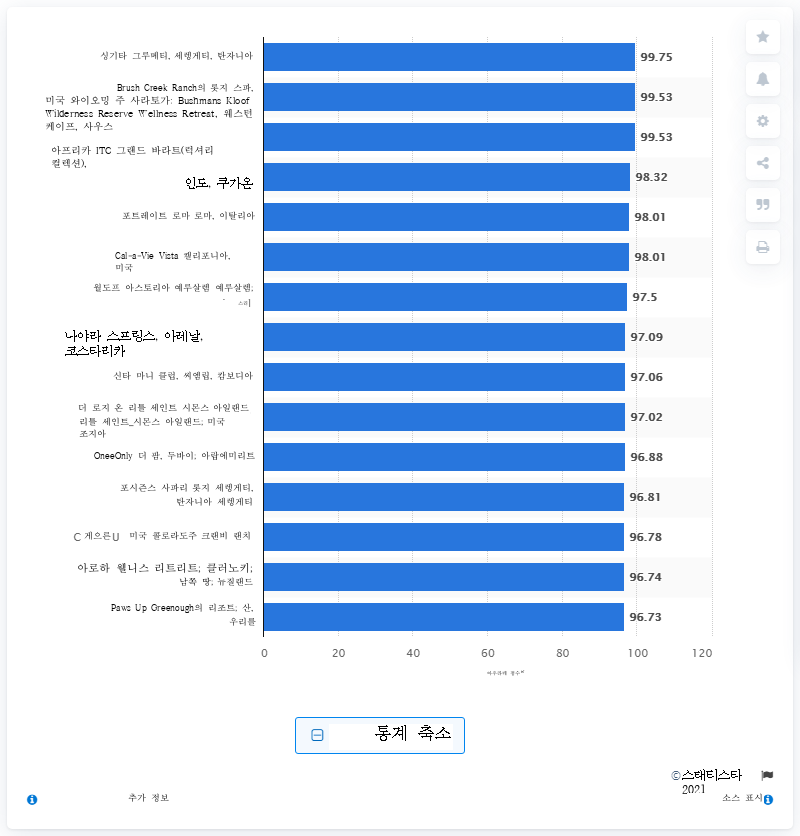 싱기타 그루메티, 세렝게티, 탄자니아
99.75
Brush Creek Ranch의 롯지 스파,
미국 와이오밍 주 사라토가: Bushmans Kloof
Wilderness Reserve Wellness Retreat, 웨스턴
케이프, 사우스
99.53
99.53
아프리카 ITC 그랜드 바라트(럭셔리
컬렉션),
인도, 쿠가온
98.32
포트레이트 로마 로마, 이탈리아
98.01
Cal-a-Vie Vista 캘리포니아,
미국
98.01
월도프 아스토리아 예루살렘 예루살렘;
97.5
나야라 스프링스, 아레날,
코스타리카
97.09
신타 마니 클럽, 씨엠립, 캄보디아
97.06
더 로지 온 리틀 세인트 시몬스 아일랜드
리틀 세인트_시몬스 아일랜드; 미국
조지아
97.02
OneeOnly 더 팜, 두바이; 아랍에미리트
96.88
포시즌스 사파리 롯지 세렝게티,
탄자니아 세렝게티
96.81
C 게오른U 미국 콜로라도주 크랜비 랜치
96.78
아로하 웰니스 리트리트; 클러노키;
남쪽 땅; 뉴질랜드
96.74
Paws Up Greenough의 리조트; 산,
우리를
96.73
0 20 40 60 80 100 120
통계 축소
©스태티스타
2021
추가 정보
소스 표시